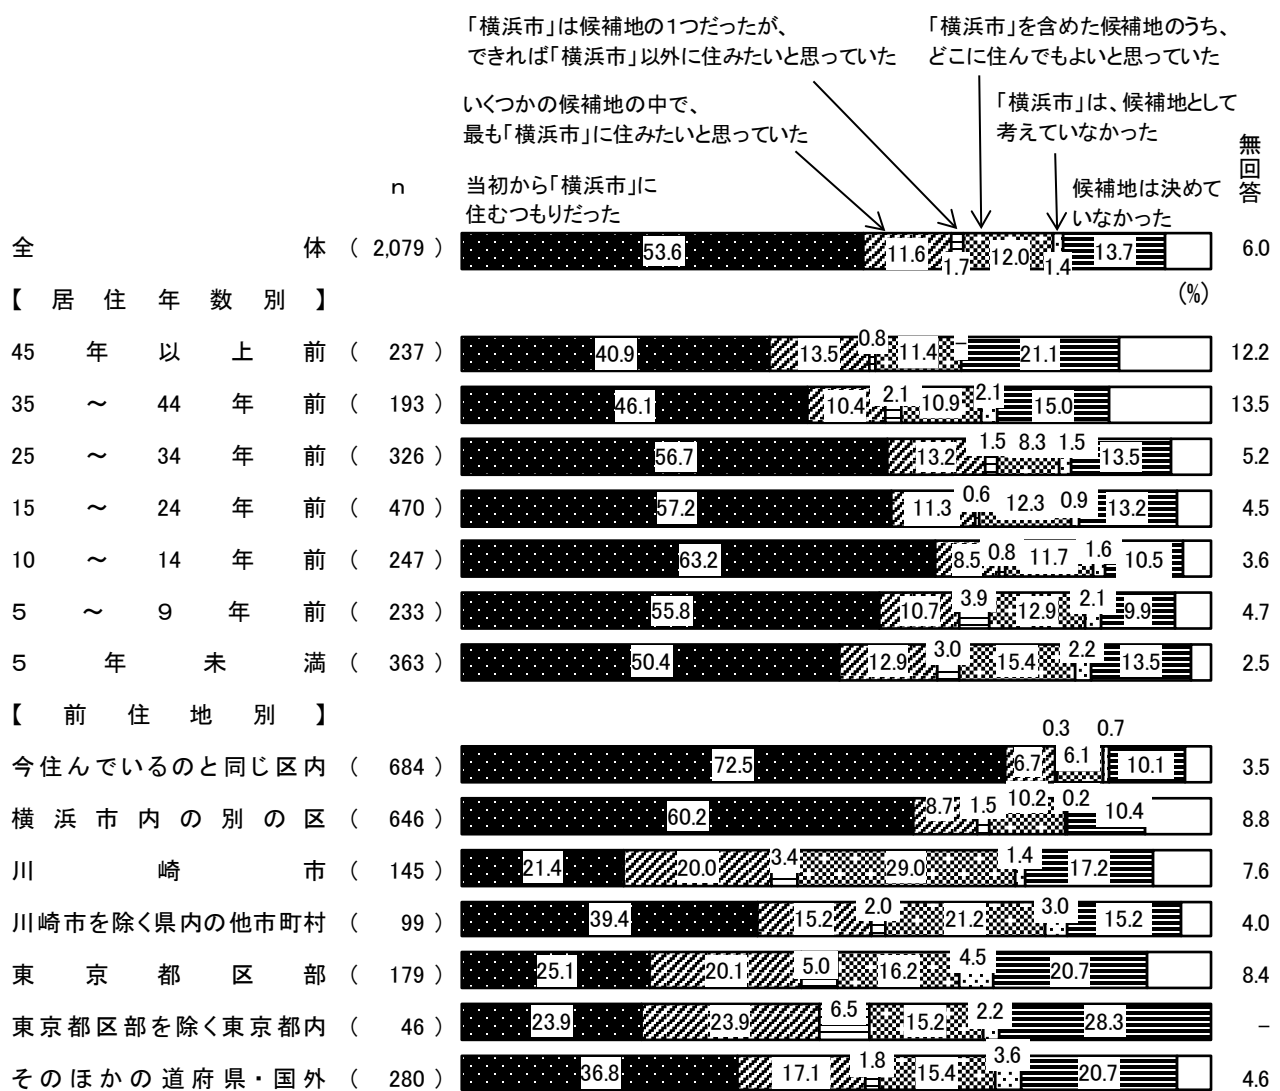 「横浜市」は候補地の１つだったが、
できれば「横浜市」以外に住みたいと思っていた
「横浜市」を含めた候補地のうち、
どこに住んでもよいと思っていた
いくつかの候補地の中で、
最も「横浜市」に住みたいと思っていた
「横浜市」は、候補地として
考えていなかった
無回答
n
当初から「横浜市」に
住むつもりだった
候補地は決めて
いなかった
全体 ( 2,079 ) 53.6 11.6 1.7 12.0 1.4 13.7 6.0
(%)
【居住年数別】
45年以上前 ( 237 ) 40.9 13.5 0.8 11.4 – 21.1 12.2
35～44年前 ( 193 ) 46.1 10.4 2.1 10.9 2.1 15.0 13.5
25～34年前 ( 326 ) 56.7 13.2 1.5 8.3 1.5 13.5 5.2
15～24年前 ( 470 ) 57.2 11.3 0.6 12.3 0.9 13.2 4.5
10～14年前 ( 247 ) 63.2 8.5 0.8 11.7 1.6 10.5 3.6
５～９年前 ( 233 ) 55.8 10.7 3.9 12.9 2.1 9.9 4.7
５年未満 ( 363 ) 50.4 12.9 3.0 15.4 2.2 13.5 2.5
【前住地別】
今住んでいるのと同じ区内 ( 684 ) 72.5 6.7 0.3 6.1 0.7 10.1 3.5
横浜市内の別の区 ( 646 ) 60.2 8.7 1.5 10.2 0.2 10.4 8.8
川崎市 ( 145 ) 21.4 20.0 3.4 29.0 1.4 17.2 7.6
川崎市を除く県内の他市町村 ( 99 ) 39.4 15.2 2.0 21.2 3.0 15.2 4.0
東京都区部 ( 179 ) 25.1 20.1 5.0 16.2 4.5 20.7 8.4
東京都区部を除く東京都内 ( 46 ) 23.9 23.9 6.5 15.2 2.2 28.3 –
そのほかの道府県・国外 ( 280 ) 36.8 17.1 1.8 15.4 3.6 20.7 4.6